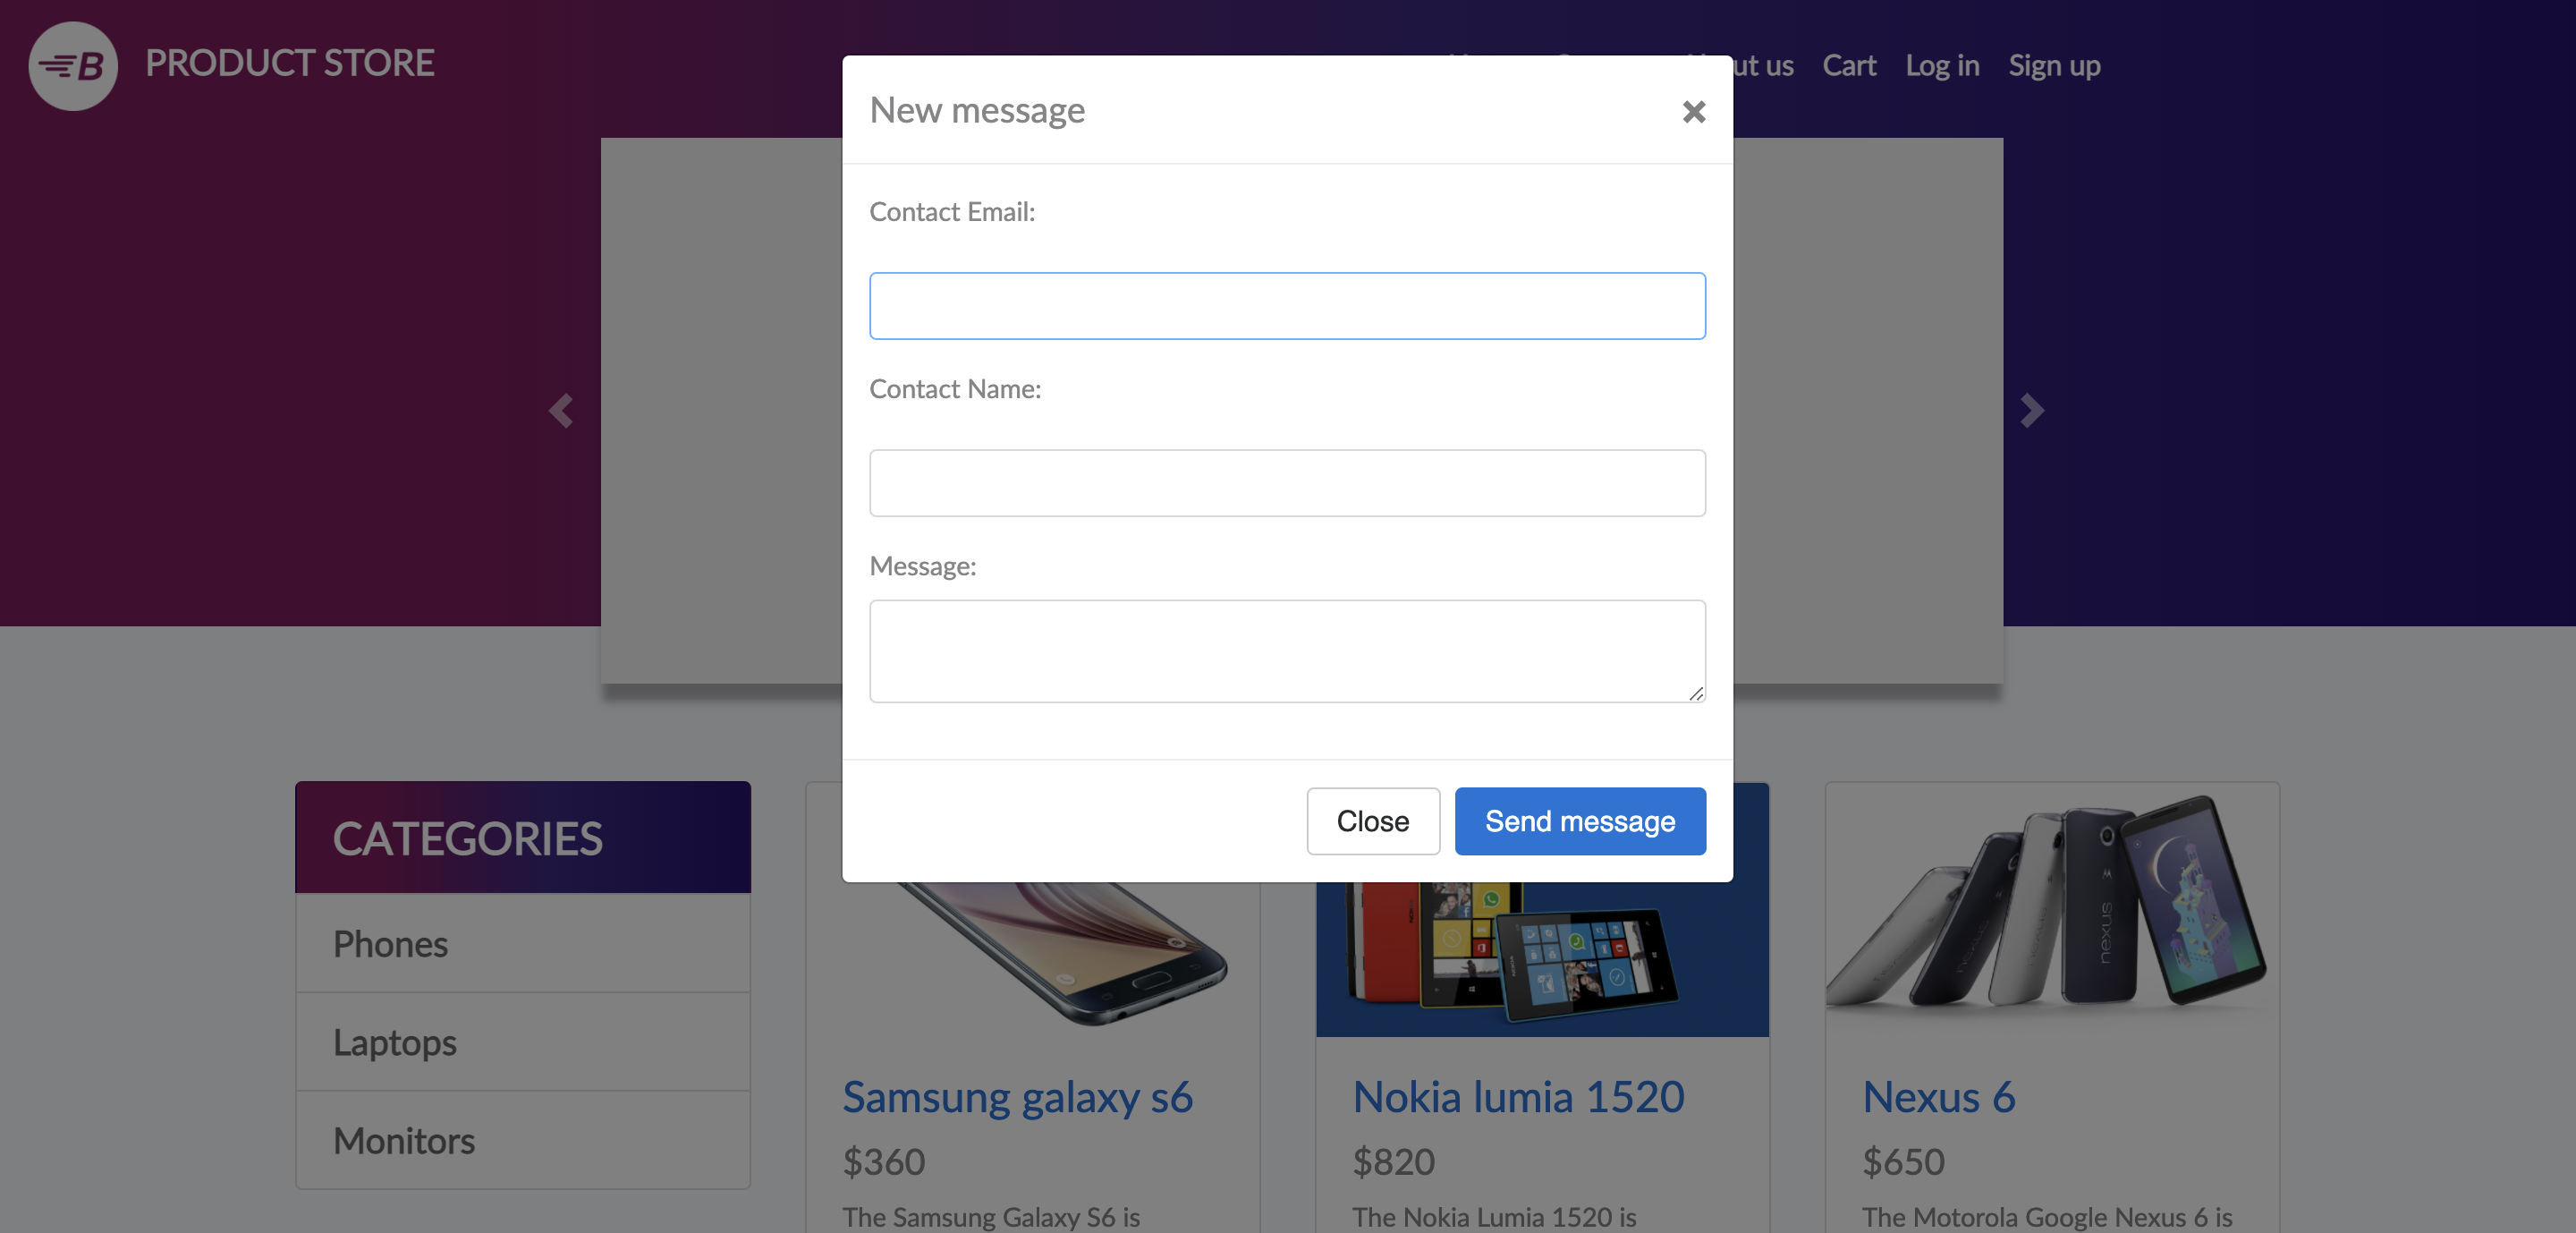 B PRODUCT STORE
ut us Cart Log in Sign up
New message
Contact Email:
Contact Name:
Message:
Close Send message
CATEGORIES
Phones
Laptops
Monitors
Samsung galaxy s6
$360
The Samsung Galaxy S6 is
Nokia lumia 1520
$820
The Nokia Lumia 1520 is
nexus
Nexus 6
$650
The Motorola Google Nexus 6 is